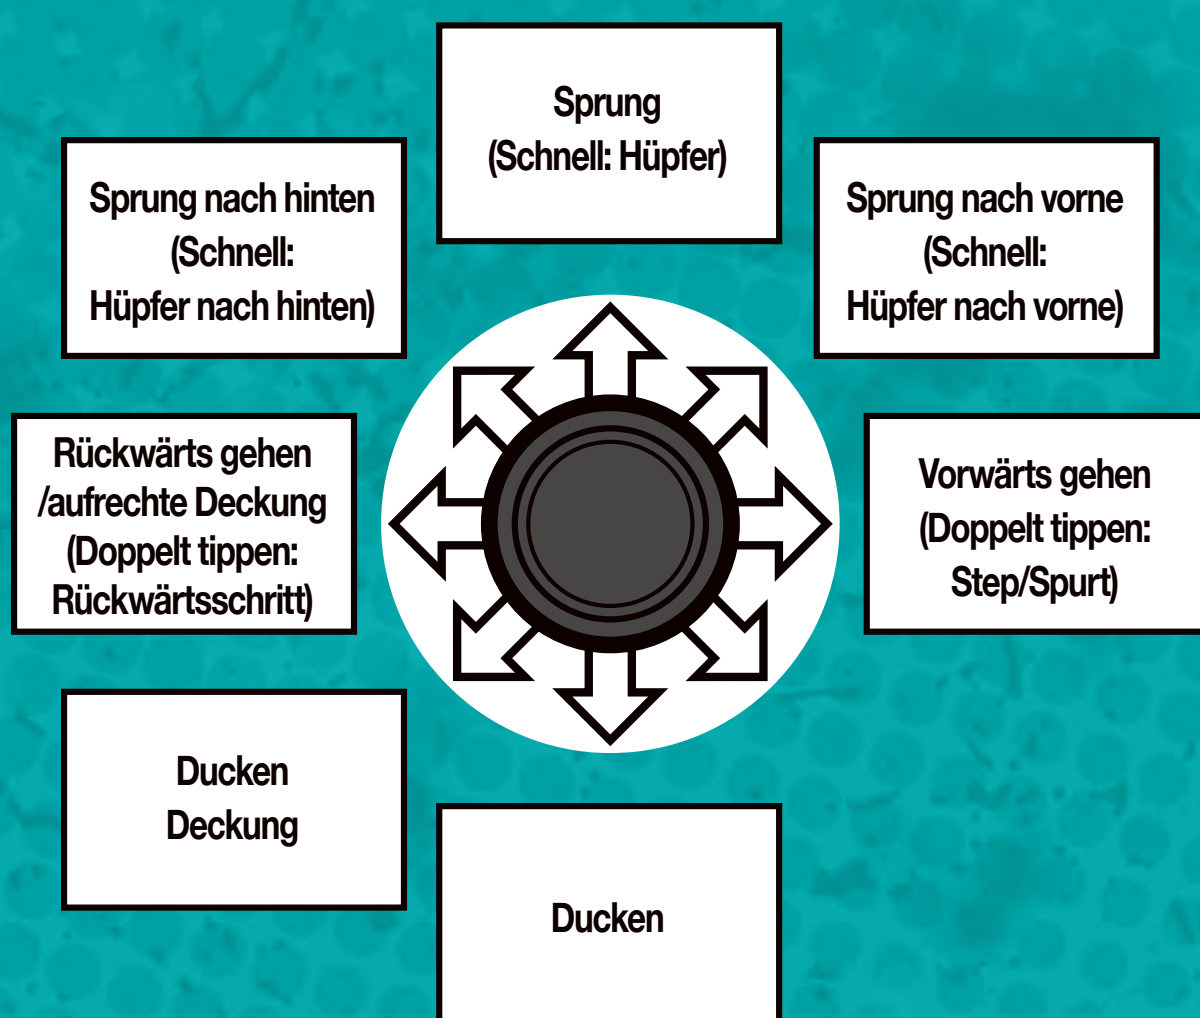 Sprung
(Schnell: Hüpfer)
Sprung nach hinten
(Schnell:
Hüpfer nach hinten)
Sprung nach vorne
(Schnell:
Hüpfer nach vorne)
Rückwärts gehen
/aufrechte Deckung
(Doppelt tippen:
Rückwärtsschritt)
Vorwärts gehen
(Doppelt tippen:
Step/Spurt)
Ducken
Deckung
Ducken